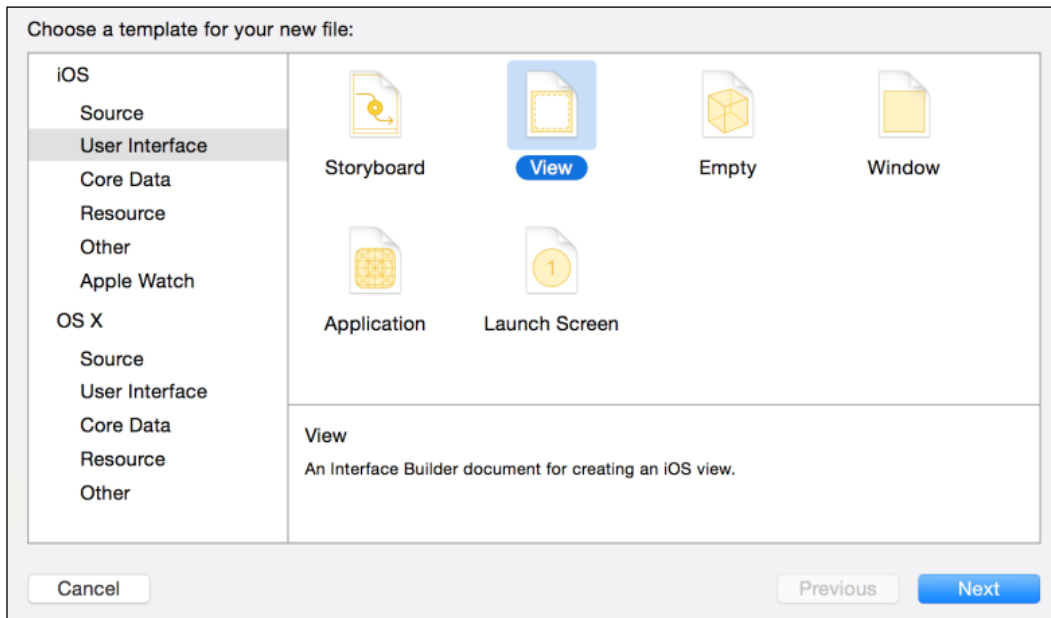 Choose a template for your new file:
iOS
Source
User Interface
Core Data
Resource
Other
Apple Watch
OS X
Source
User Interface
Core Data
Resource
Other
Storyboard
View
Empty
Window
1
Application
Launch Screen
View
An Interface Builder document for creating an iOS view.
Cancel
Previous
Next